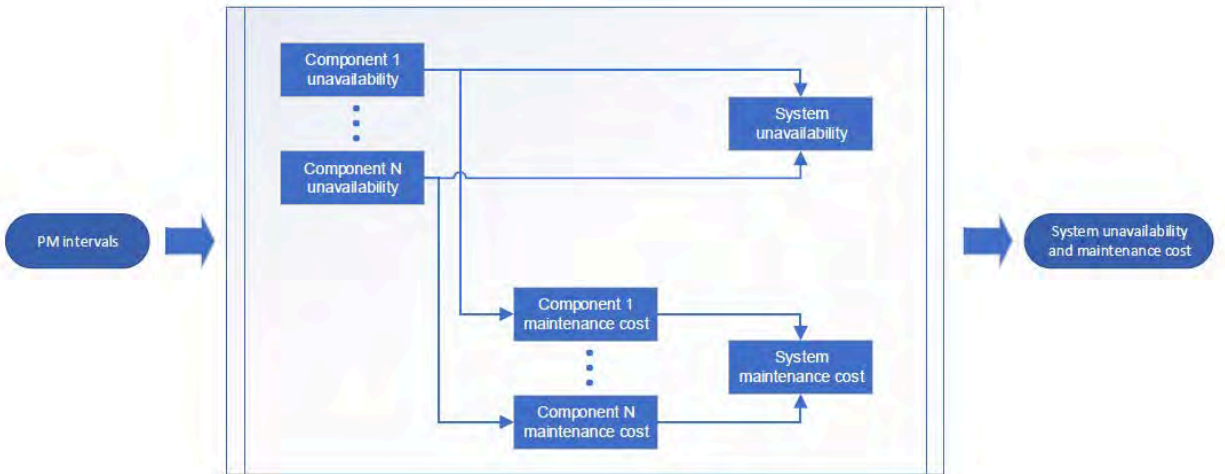 Component 1
unavailability
System
unavailability
Component N
unavailability
PM intervals
System unavailability
and maintenance cost
Component 1
maintenance cost
System
maintenance cost
Component N
maintenance cost